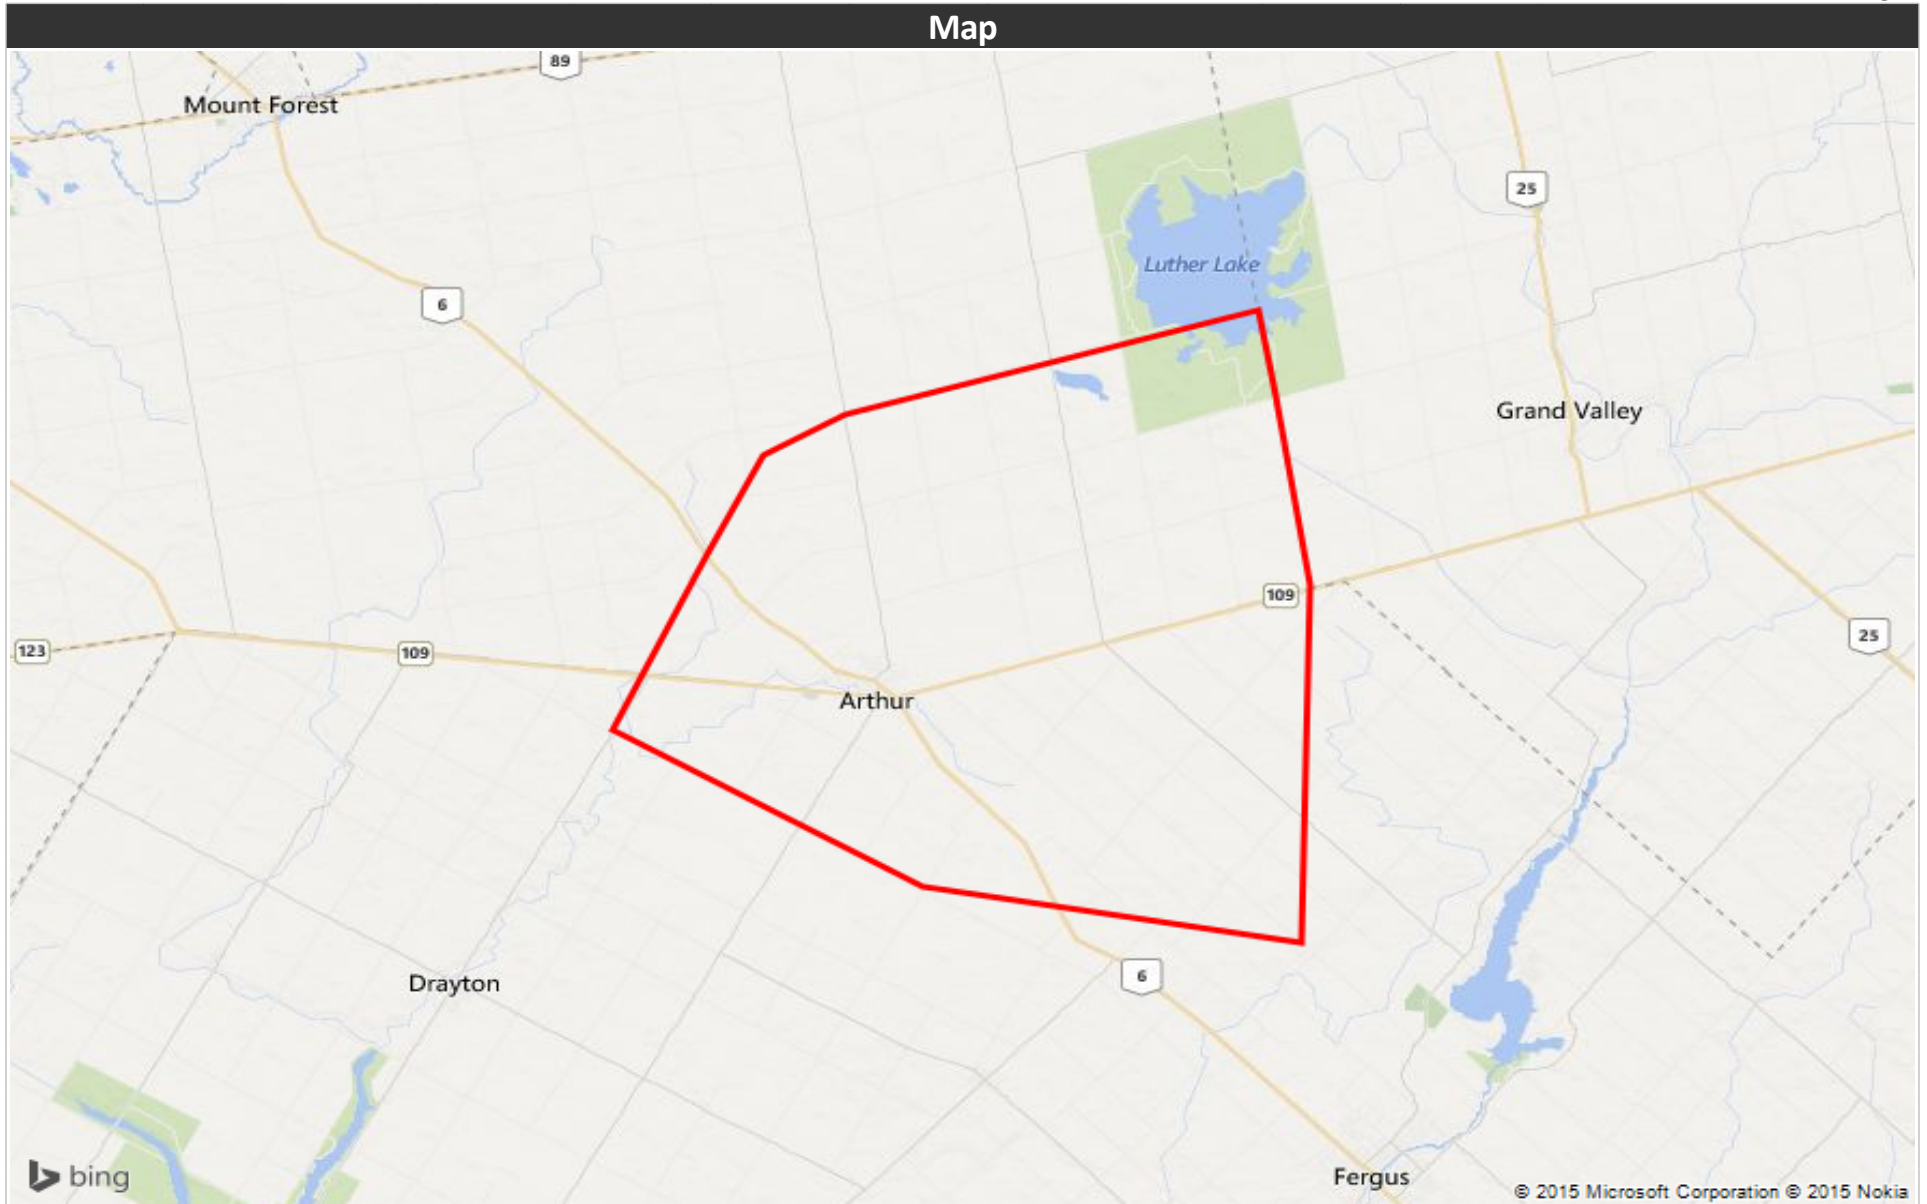 Map
89
Mount Forest
25
Luther Lake
6
Grand Valley
109
25
123
109
Arthur
6
Drayton
Fergus
bing
© 2015 Microsoft Corporation © 2015 Nokia